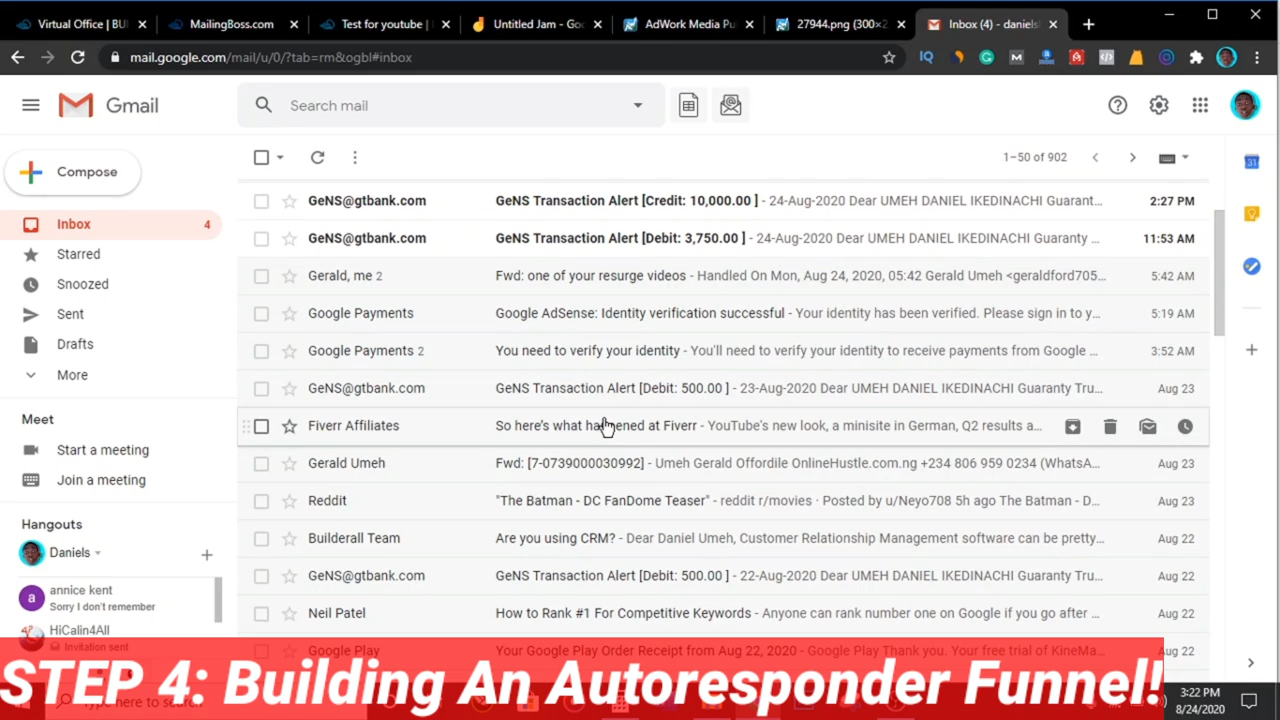 Virtual Office | BUI
MailingBoss.com
Test for youtube |
Untitled Jam - Goo
AdWork Media Pu
27944.png (300×2
Inbox (4) - danielsl
mail.google.com/mail/u/0/?tab=rm&ogbl#inbox
Gmail
Search mail
1–50 of 902
Compose
Inbox 4
Starred
Snoozed
Sent
Drafts
More
Meet
Start a meeting
Join a meeting
Hangouts
Daniels
annice kent
Sorry I don't remember
HiCalin4All
Invitation sent
GeNS@gtbank.com GeNS Transaction Alert [Credit: 10,000.00 ] - 24-Aug-2020 Dear UMEH DANIEL IKEDINACHI Guarant... 2:27 PM
GeNS@gtbank.com GeNS Transaction Alert [Debit: 3,750.00 ] - 24-Aug-2020 Dear UMEH DANIEL IKEDINACHI Guaranty ... 11:53 AM
Gerald, me 2 Fwd: one of your resurge videos - Handled On Mon, Aug 24, 2020, 05:42 Gerald Umeh <geraldford705... 5:42 AM
Google Payments Google AdSense: Identity verification successful - Your identity has been verified. Please sign in to y... 5:19 AM
Google Payments 2 You need to verify your identity - You'll need to verify your identity to receive payments from Google ... 3:52 AM
GeNS@gtbank.com GeNS Transaction Alert [Debit: 500.00 ] - 23-Aug-2020 Dear UMEH DANIEL IKEDINACHI Guaranty Tru... Aug 23
Fiverr Affiliates So here's what happened at Fiverr - YouTube's new look, a minisite in German, Q2 results a...
Gerald Umeh Fwd: [7-0739000030992] - Umeh Gerald Offordile OnlineHustle.com.ng +234 806 959 0234 (WhatsA... Aug 23
Reddit "The Batman - DC FanDome Teaser" - reddit r/movies · Posted by u/Neyo708 5h ago The Batman - D... Aug 23
Builderall Team Are you using CRM? - Dear Daniel Umeh, Customer Relationship Management software can be pretty... Aug 22
GeNS@gtbank.com GeNS Transaction Alert [Debit: 500.00 ] - 22-Aug-2020 Dear UMEH DANIEL IKEDINACHI Guaranty Tru... Aug 22
Neil Patel How to Rank #1 For Competitive Keywords - Anyone can rank number one on Google if you go after ... Aug 22
Google Play Your Google Play Order Receipt from Aug 22, 2020 - Google Play Thank you. Your free trial of KineMa... Aug 22
STEP 4: Building An Autoresponder Funnel!
Type here to search
3:22 PM
8/24/2020